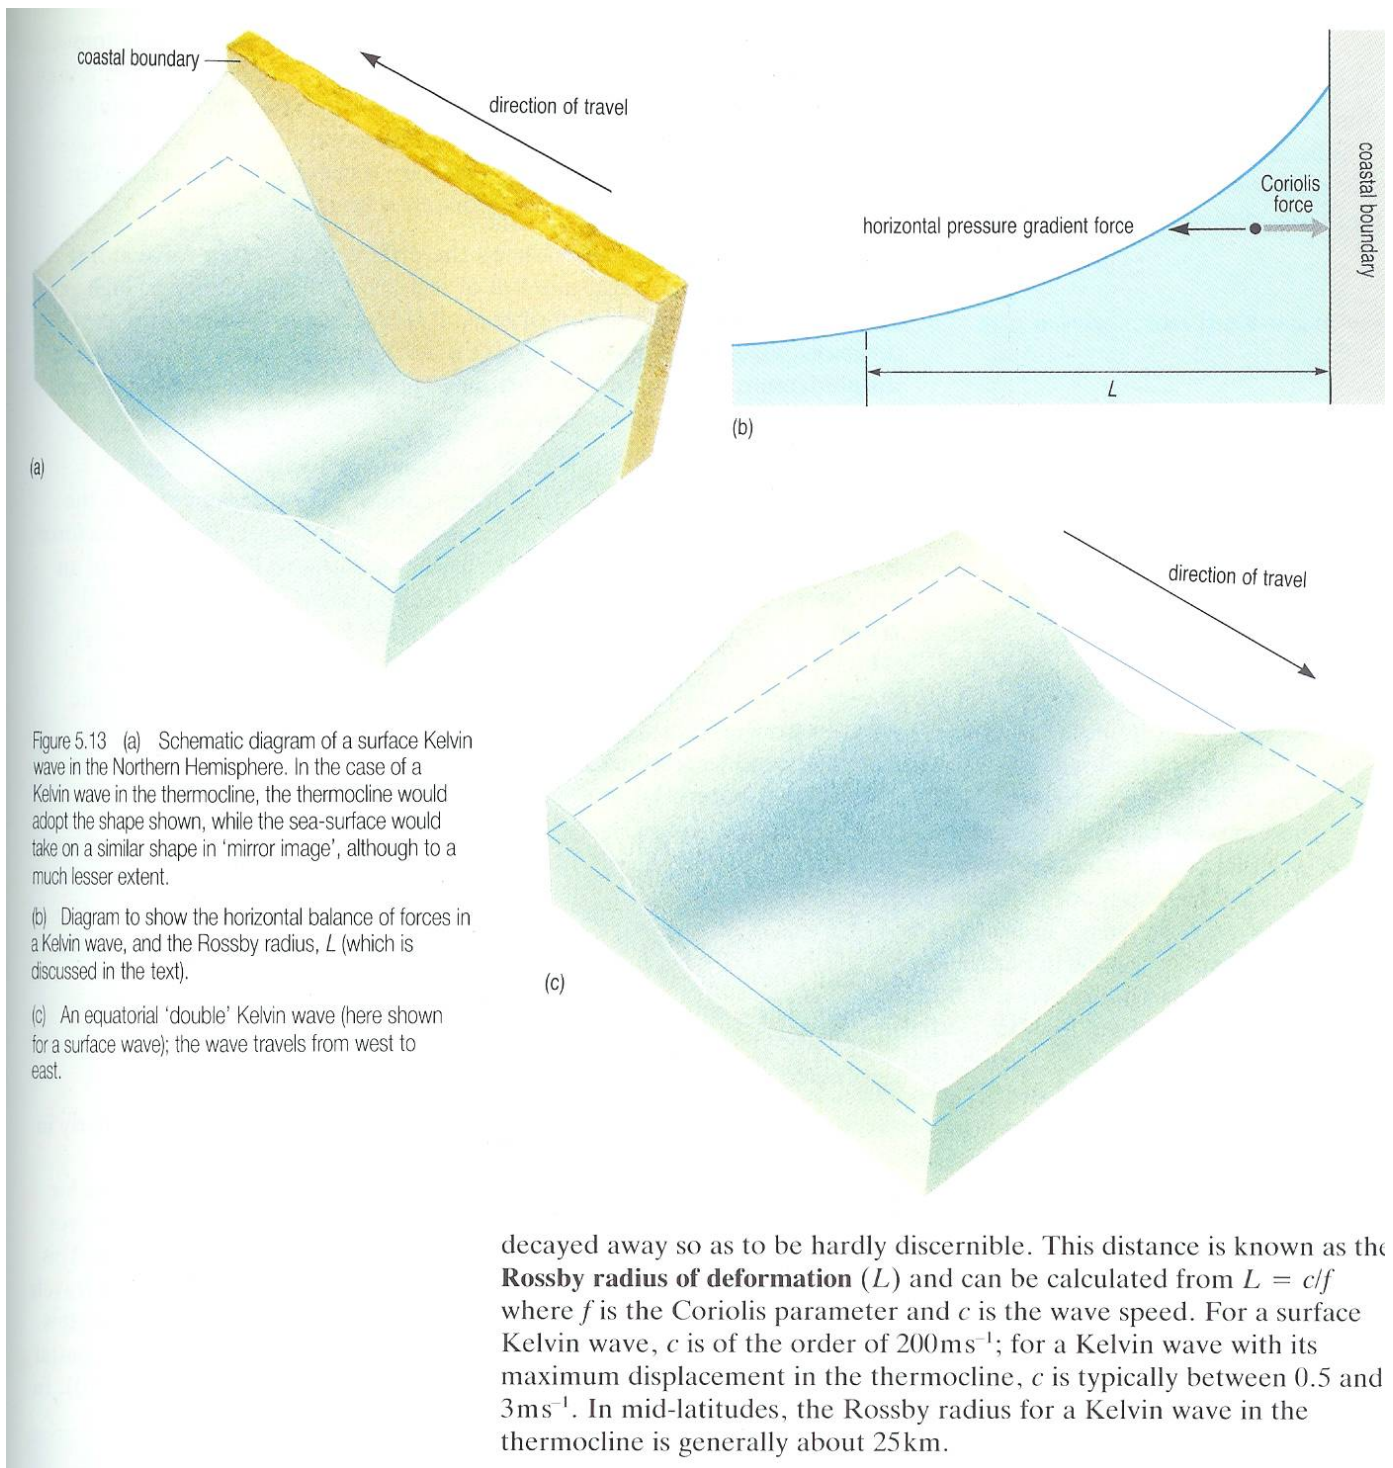 coastal boundary
direction of travel
(a)
horizontal pressure gradient force
Coriolis
force
coastal boundary
L
(b)
direction of travel
(c)
Figure 5.13 (a) Schematic diagram of a surface Kelvin
wave in the Northern Hemisphere. In the case of a
Kelvin wave in the thermocline, the thermocline would
adopt the shape shown, while the sea-surface would
take on a similar shape in 'mirror image', although to a
much lesser extent.
(b) Diagram to show the horizontal balance of forces in
a Kelvin wave, and the Rossby radius, L (which is
discussed in the text).
(c) An equatorial 'double' Kelvin wave (here shown
for a surface wave); the wave travels from west to
east.
decayed away so as to be hardly discernible. This distance is known as the
Rossby radius of deformation (L) and can be calculated from L = c/f
where f is the Coriolis parameter and c is the wave speed. For a surface
Kelvin wave, c is of the order of 200ms⁻¹; for a Kelvin wave with its
maximum displacement in the thermocline, c is typically between 0.5 and
3ms⁻¹. In mid-latitudes, the Rossby radius for a Kelvin wave in the
thermocline is generally about 25km.